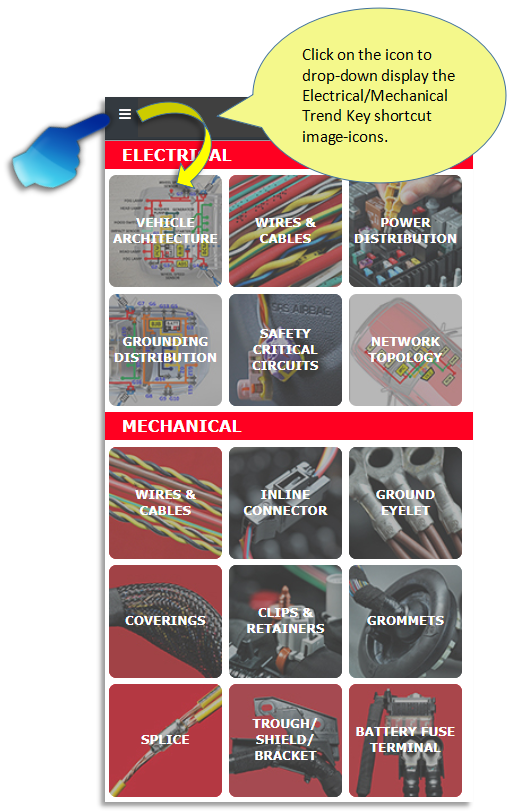 Click on the icon to
drop-down display the
Electrical/Mechanical
Trend Key shortcut
image-icons.
ELECTRICAL
VEHICLE
ARCHITECTURE
WIRES &
CABLES
POWER
DISTRIBUTION
GROUNDING
DISTRIBUTION
SRS AIRBAG
SAFETY
CRITICAL
CIRCUITS
NETWORK
TOPOLOGY
MECHANICAL
WIRES &
CABLES
INLINE
CONNECTOR
GROUND
EYELET
COVERINGS
CLIPS &
RETAINERS
GROMMETS
SPLICE
TROUGH/
SHIELD/
BRACKET
BATTERY FUSE
TERMINAL